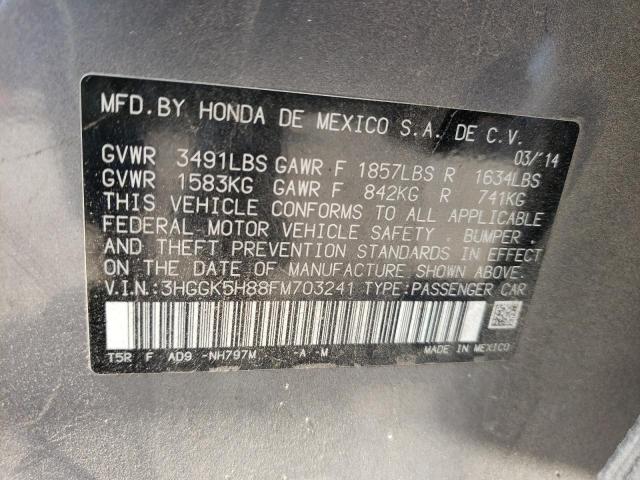 MFD.BY HONDA DE MEXICO S.A. DE C.V.
03/14
GVWR 3491LBS GAWR F 1857LBS R 1634LBS
GVWR 1583KG GAWR F 842KG R 741KG
THIS VEHICLE CONFORMS TO ALL APPLICABLE
FEDERAL MOTOR VEHICLE SAFETY , BUMPER ,
AND THEFT PREVENTION STANDARDS IN EFFECT
ON THE DATE OF MANUFACTURE SHOWN ABOVE.
V.I.N:3HGGK5H88FM703241 TYPE:PASSENGER CAR
T5R F AD9 -NH797M -A -M MADE IN MEXICO